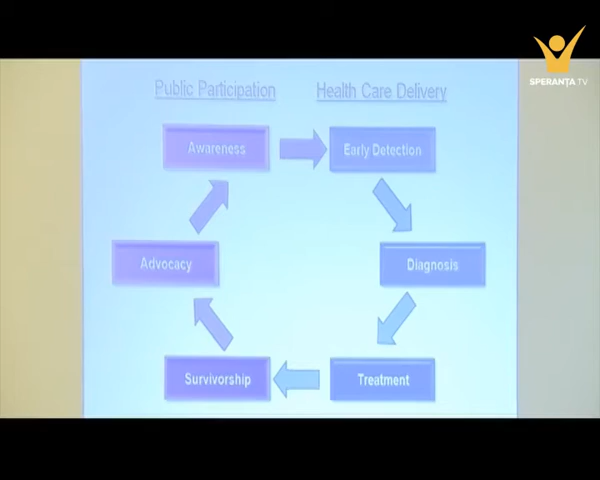 SPERANȚA TV
Public Participation
Health Care Delivery
Awareness
Early Detection
Advocacy
Diagnosis
Survivorship
Treatment